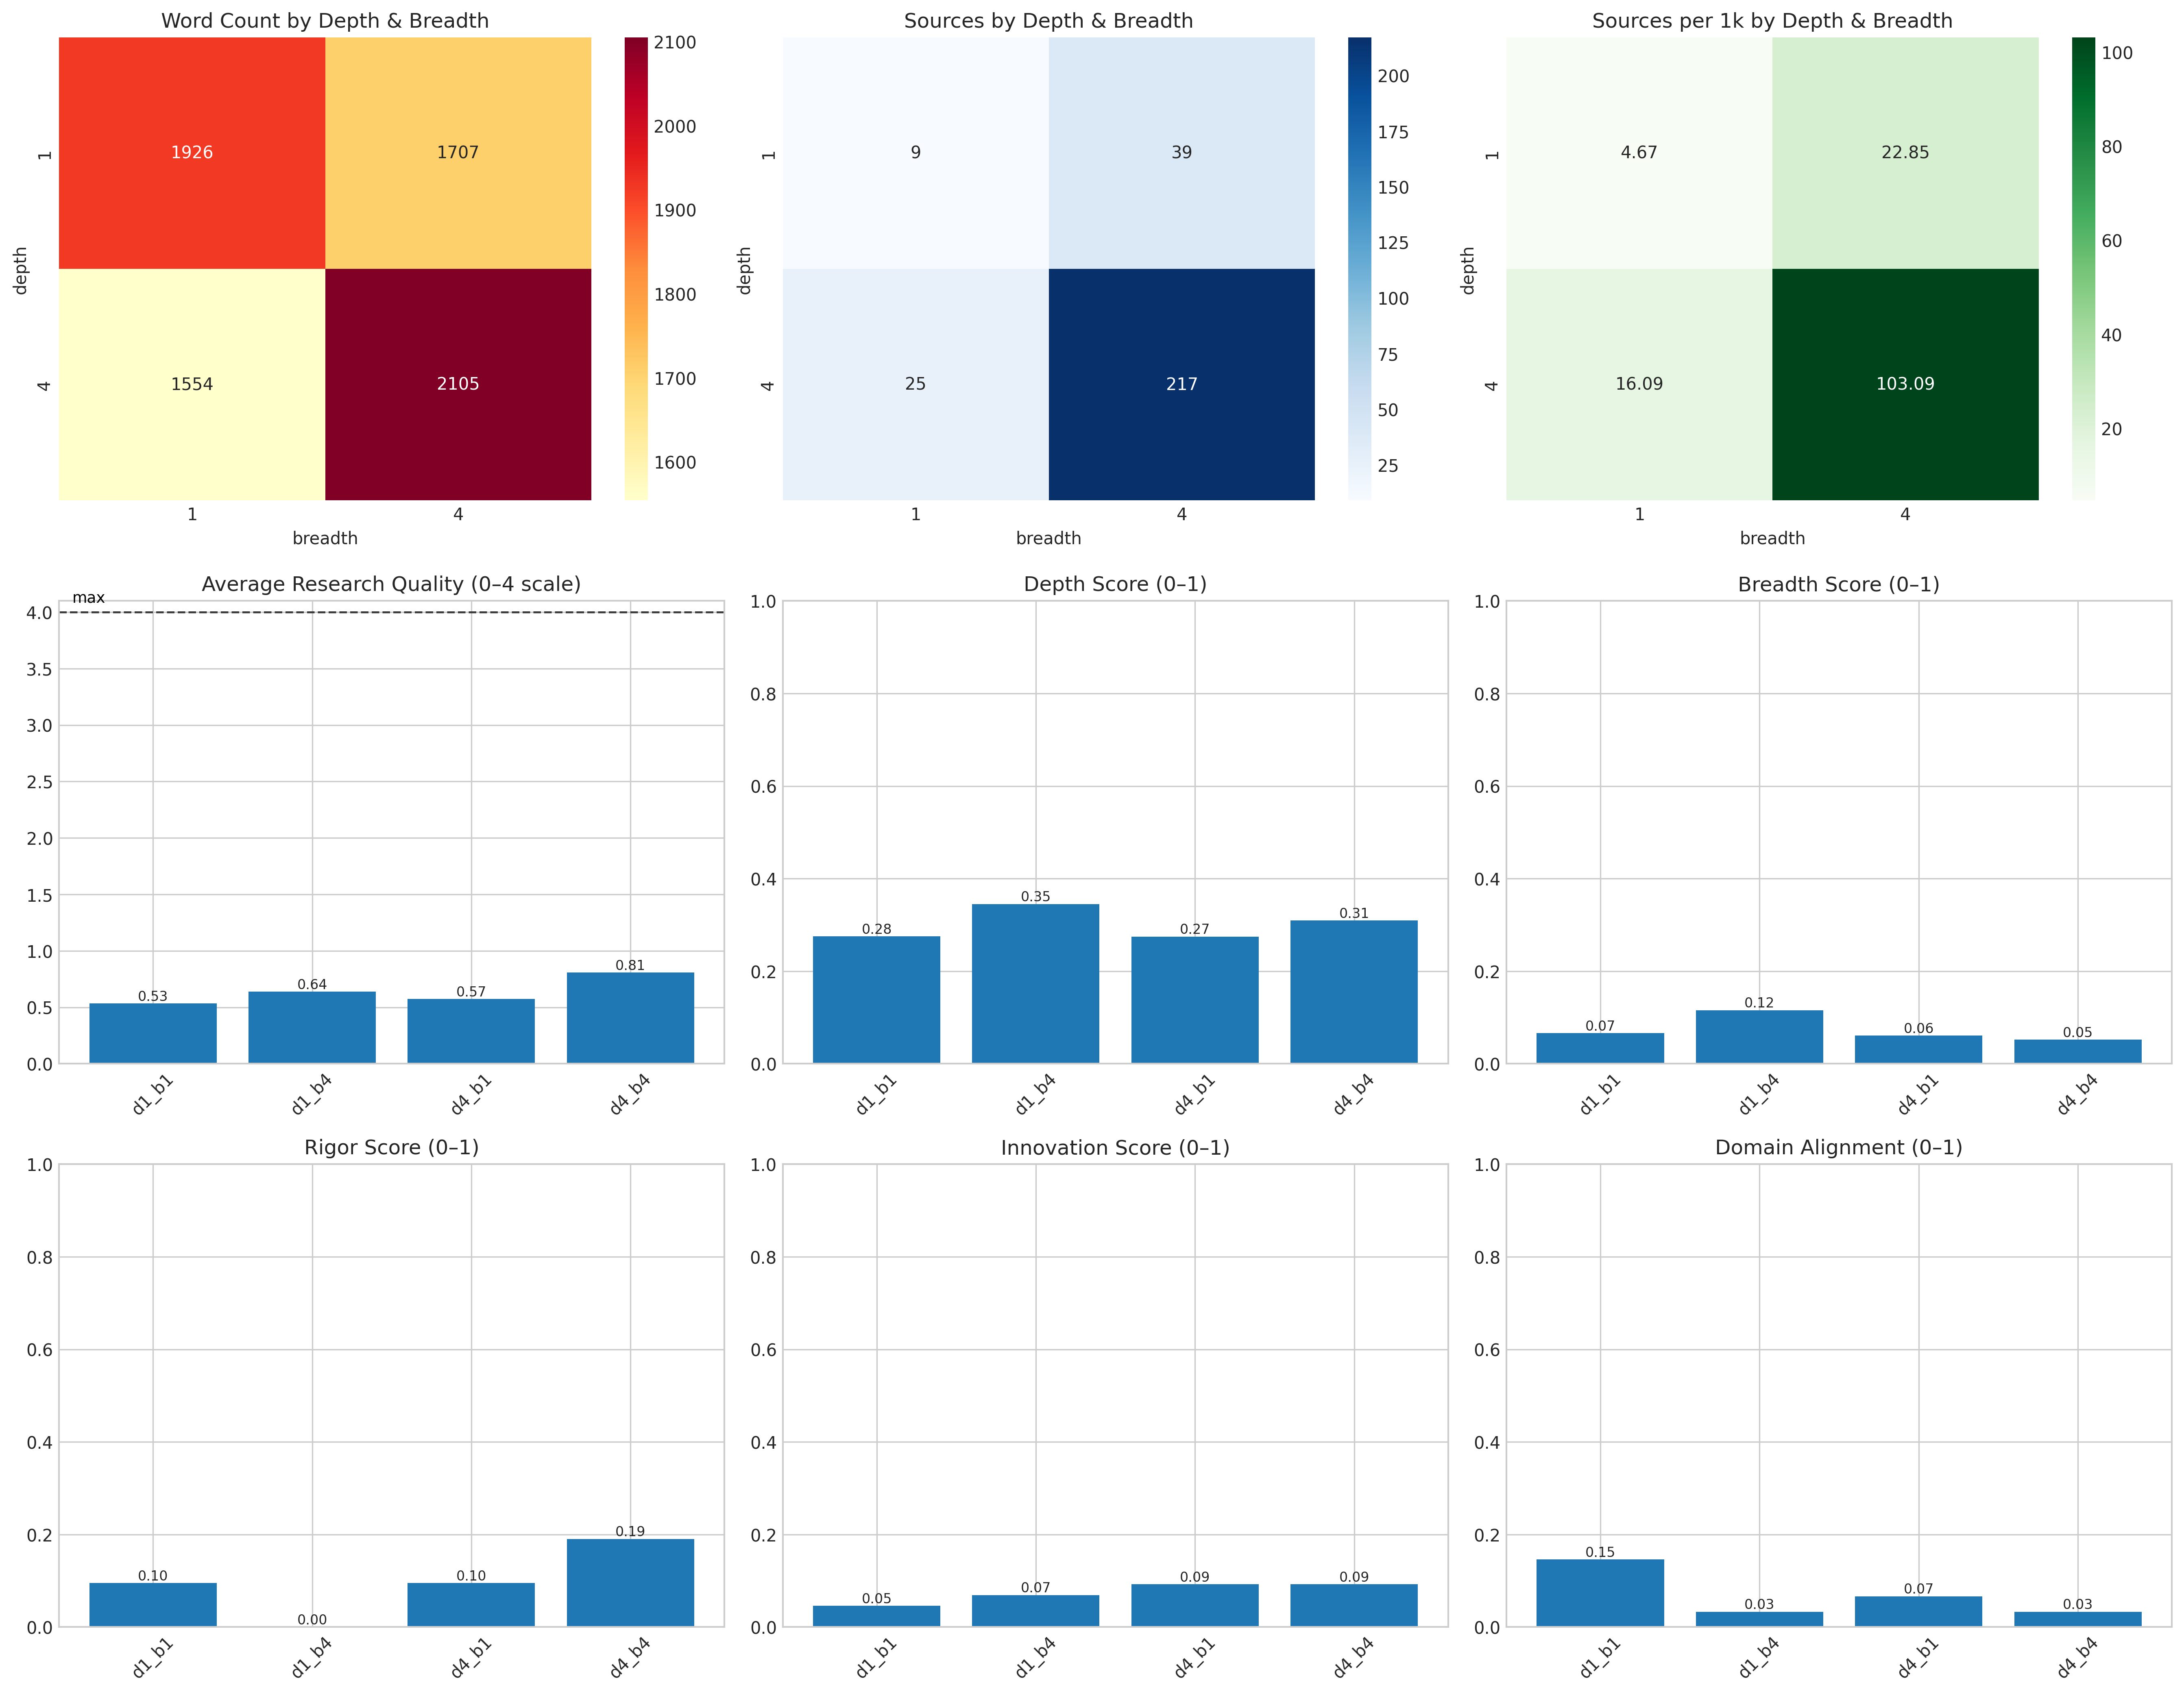 Word Count by Depth & Breadth
1926
1707
1554
2105
1
4
depth
1
4
breadth
2100
2000
1900
1800
1700
1600
Sources by Depth & Breadth
9
39
25
217
1
4
depth
1
4
breadth
200
175
150
125
100
75
50
25
Sources per 1k by Depth & Breadth
4.67
22.85
16.09
103.09
1
4
depth
1
4
breadth
100
80
60
40
20
Average Research Quality (0–4 scale)
max
4.0
3.5
3.0
2.5
2.0
1.5
1.0
0.5
0.0
0.53
0.64
0.57
0.81
d1_b1
d1_b4
d4_b1
d4_b4
Depth Score (0–1)
1.0
0.8
0.6
0.4
0.2
0.0
0.28
0.35
0.27
0.31
d1_b1
d1_b4
d4_b1
d4_b4
Breadth Score (0–1)
1.0
0.8
0.6
0.4
0.2
0.0
0.07
0.12
0.06
0.05
d1_b1
d1_b4
d4_b1
d4_b4
Rigor Score (0–1)
1.0
0.8
0.6
0.4
0.2
0.0
0.10
0.00
0.10
0.19
d1_b1
d1_b4
d4_b1
d4_b4
Innovation Score (0–1)
1.0
0.8
0.6
0.4
0.2
0.0
0.05
0.07
0.09
0.09
d1_b1
d1_b4
d4_b1
d4_b4
Domain Alignment (0–1)
1.0
0.8
0.6
0.4
0.2
0.0
0.15
0.03
0.07
0.03
d1_b1
d1_b4
d4_b1
d4_b4